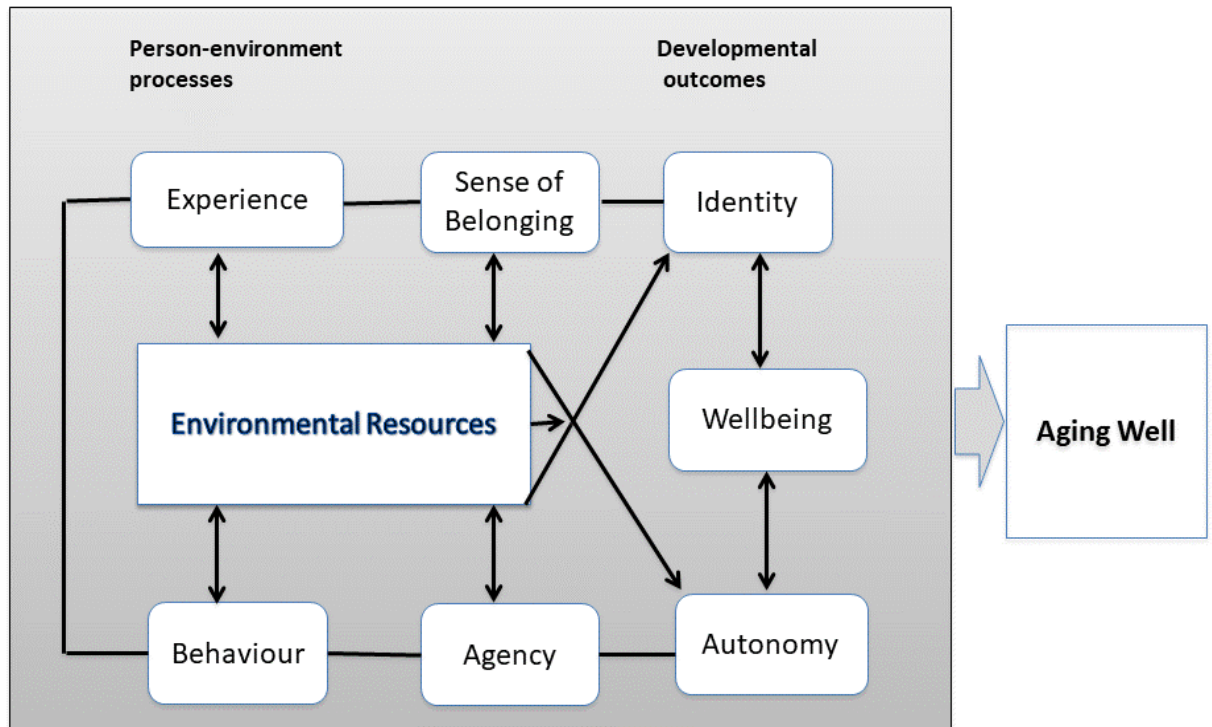 Person-environment
processes
Developmental
outcomes
Experience
Sense of
Belonging
Identity
Environmental Resources
Wellbeing
Aging Well
Behaviour
Agency
Autonomy